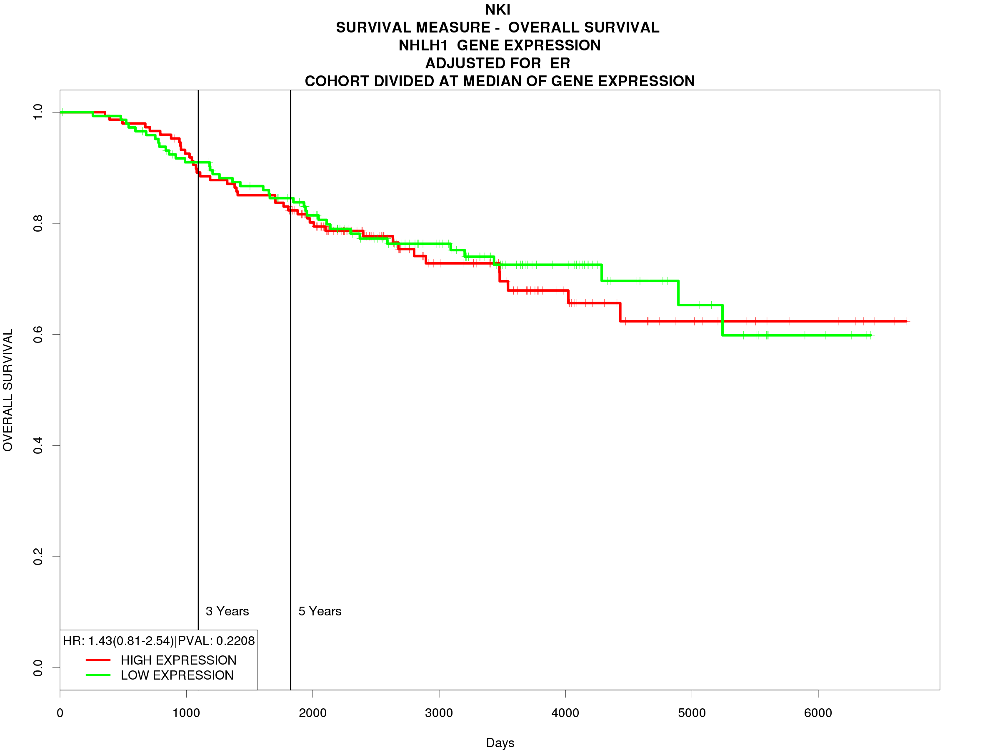 NKI
SURVIVAL MEASURE - OVERALL SURVIVAL
NHLH1 GENE EXPRESSION
ADJUSTED FOR ER
COHORT DIVIDED AT MEDIAN OF GENE EXPRESSION
OVERALL SURVIVAL
1.0
0.8
0.6
0.4
0.2
0.0
3 Years
5 Years
HR: 1.43(0.81-2.54)|PVAL: 0.2208
HIGH EXPRESSION
LOW EXPRESSION
0 1000 2000 3000 4000 5000 6000
Days